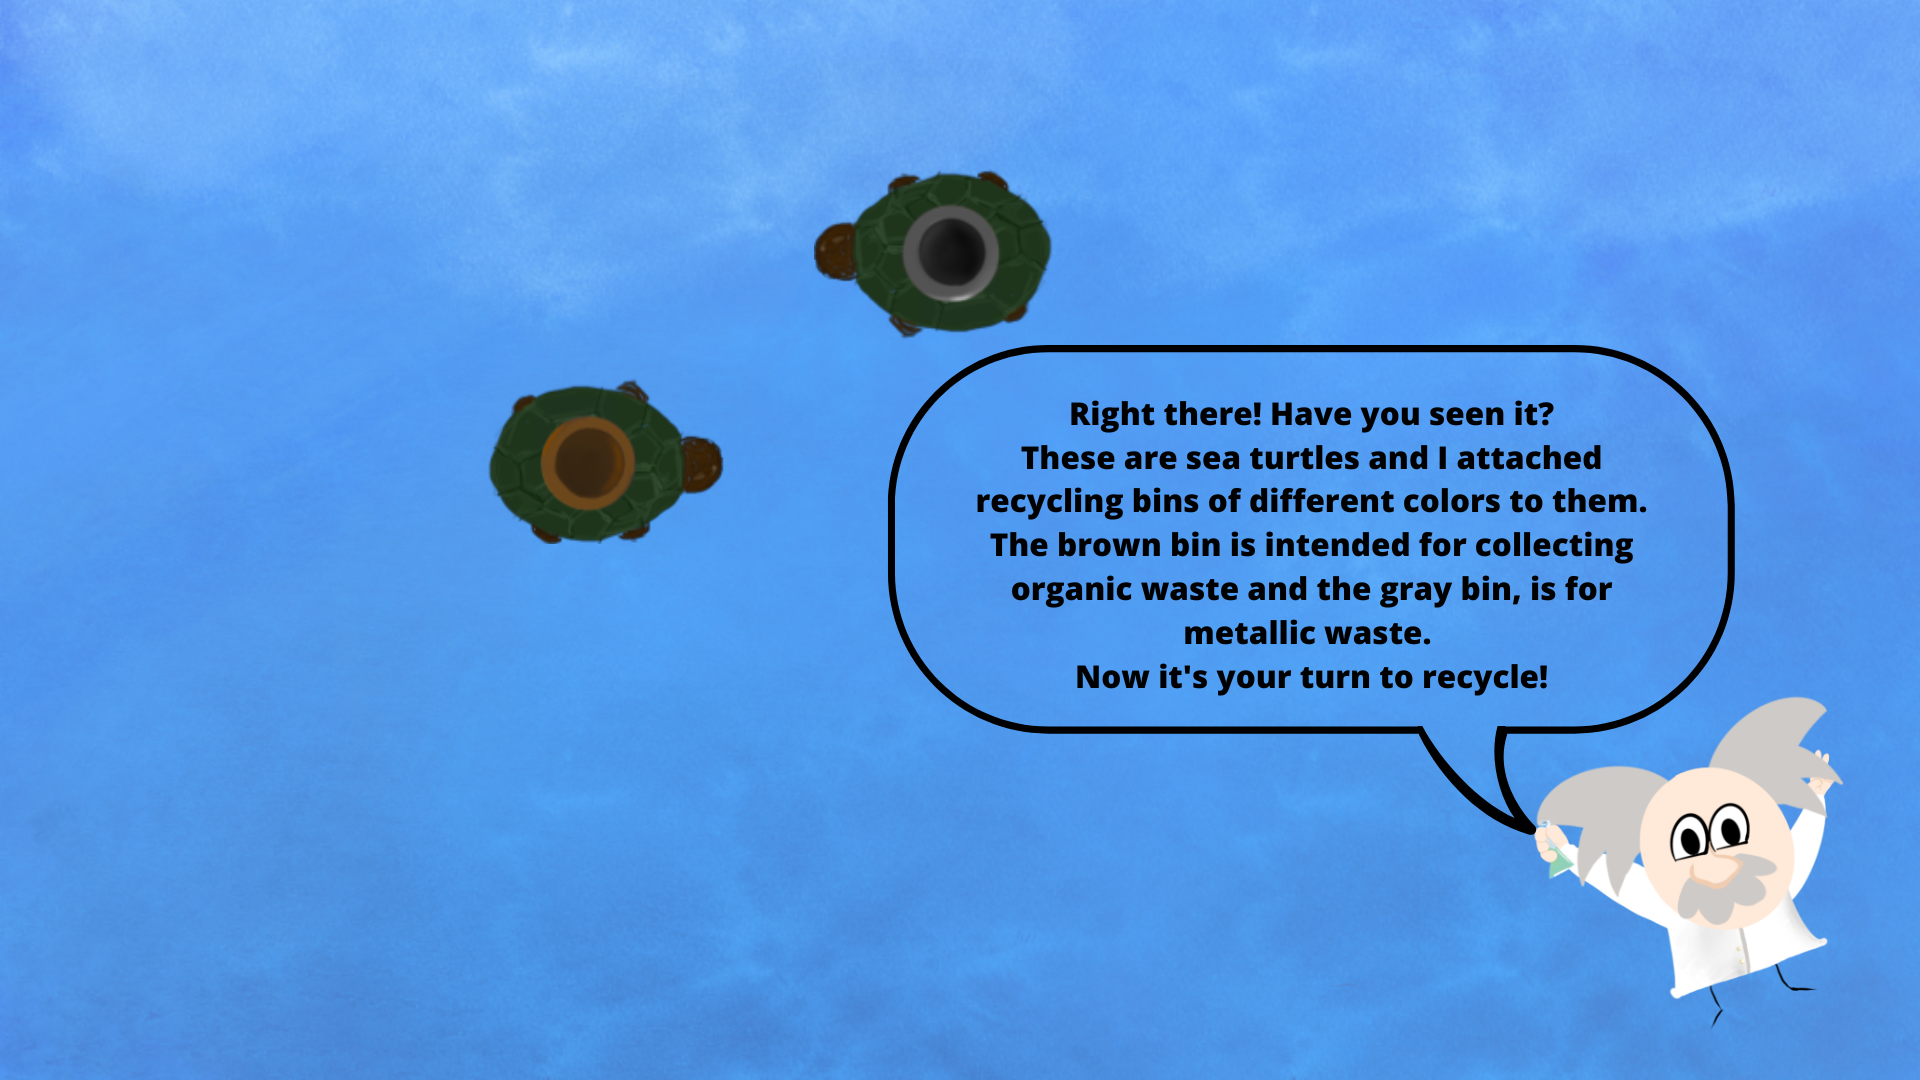 Right there! Have you seen it?
These are sea turtles and I attached
recycling bins of different colors to them.
The brown bin is intended for collecting
organic waste and the gray bin, is for
metallic waste.
Now it's your turn to recycle!